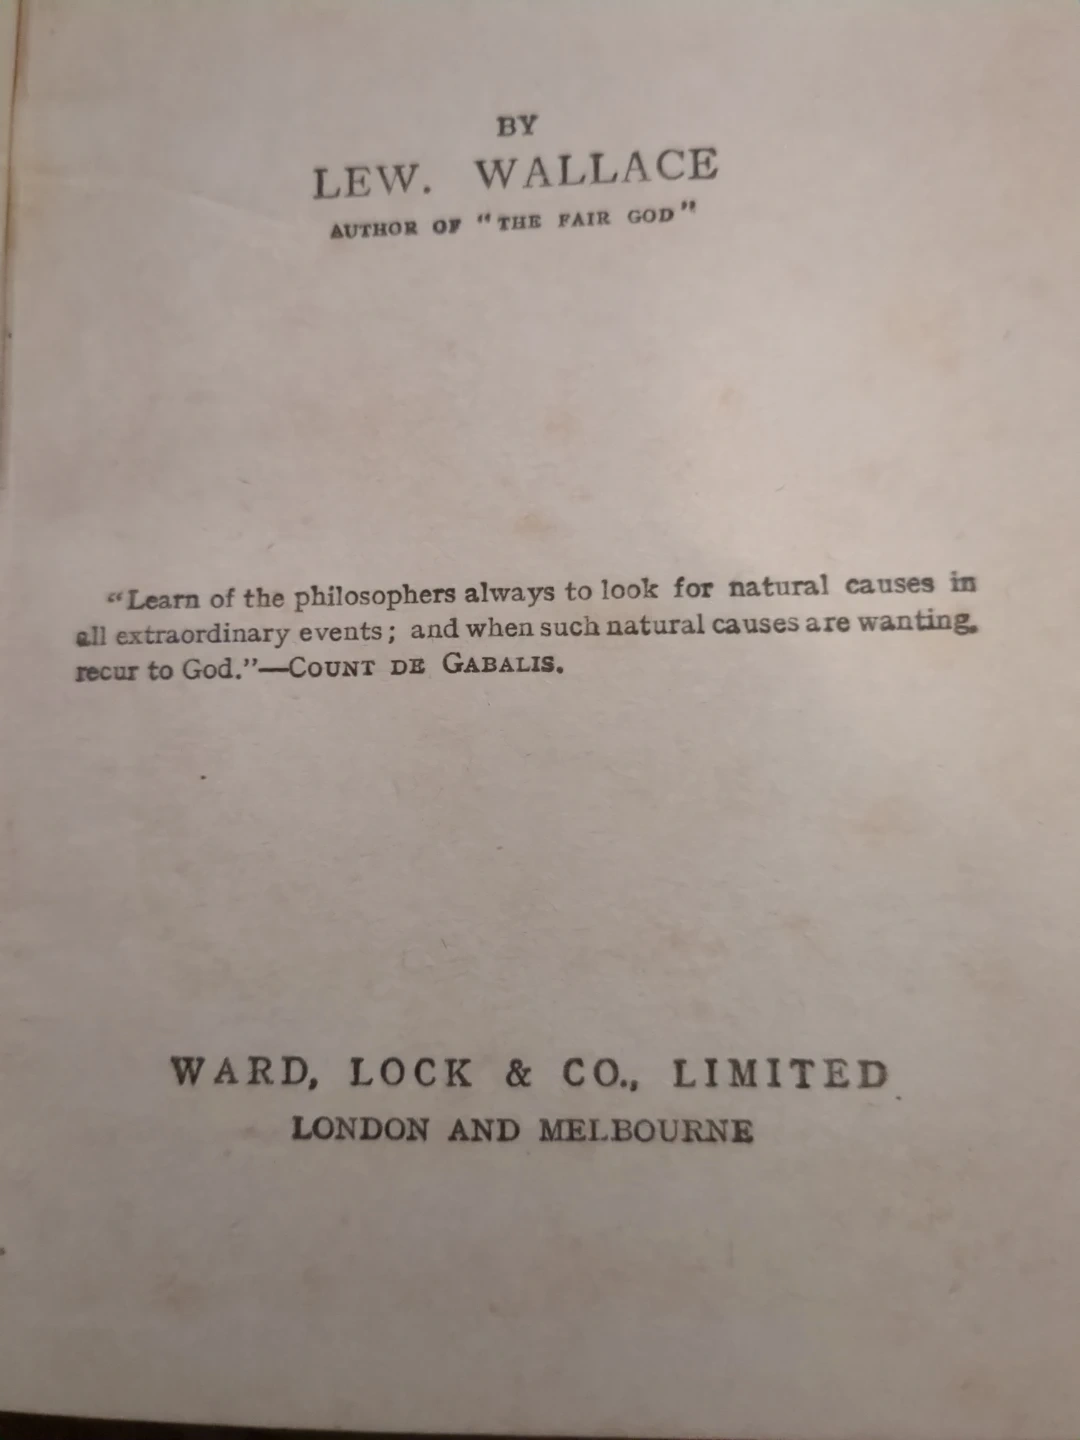 BY
LEW. WALLACE
AUTHOR OF "THE FAIR GOD"
"Learn of the philosophers always to look for natural causes in
all extraordinary events; and when such natural causes are wanting,
recur to God."—COUNT DE GABALIS.
WARD, LOCK & CO., LIMITED
LONDON AND MELBOURNE